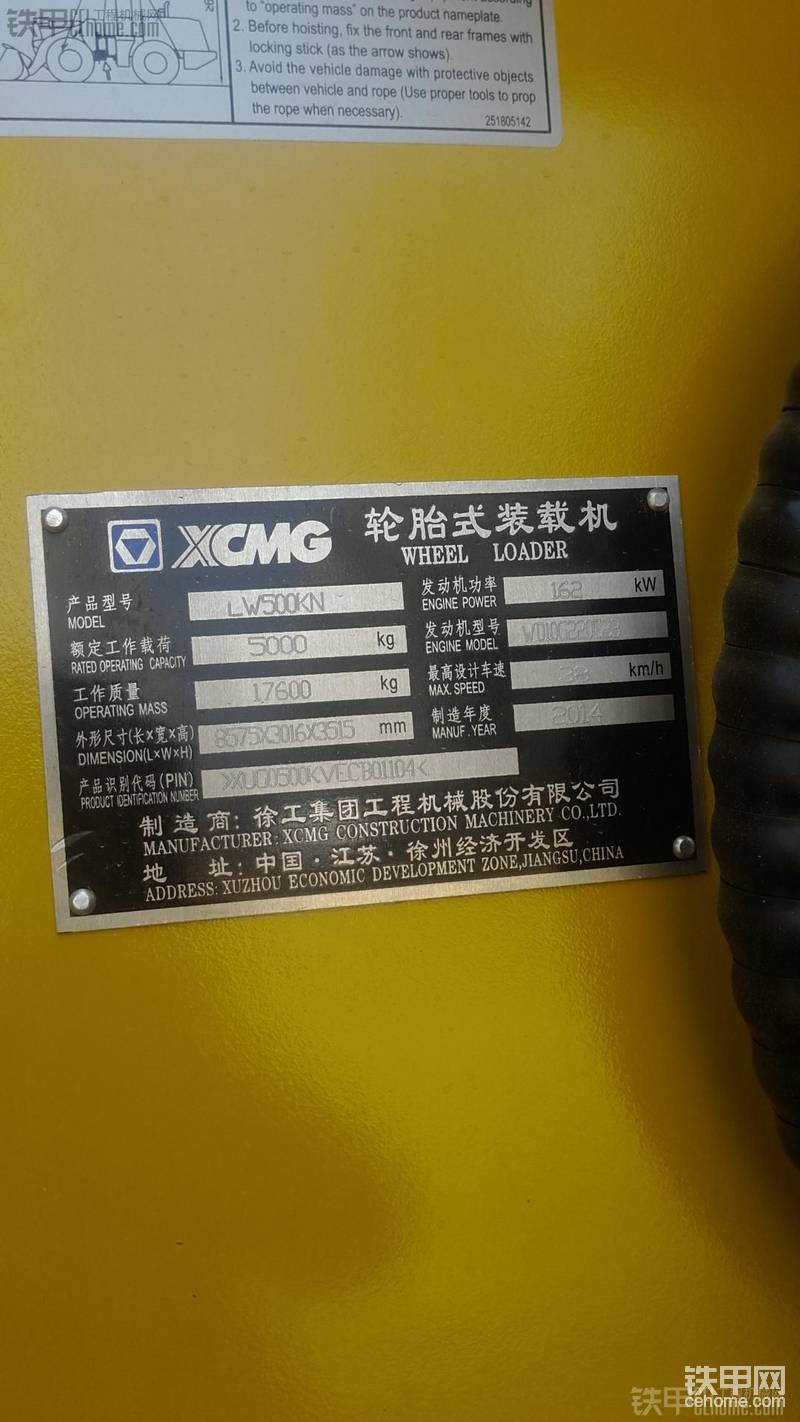 to "operating mass" on the product nameplate.
2. Before hoisting, fix the front and rear frames with
locking stick (as the arrow shows).
3. Avoid the vehicle damage with protective objects
between vehicle and rope (Use proper tools to prop
the rope when necessary).
251805142
XCMG 轮胎式装载机
WHEEL LOADER
产品型号
MODEL
LW500KN
额定工作载荷
RATED OPERATING CAPACITY
5000 kg
工作质量
OPERATING MASS
17600 kg
外形尺寸(长×宽×高)
DIMENSION(L×W×H)
8575X3016X3515 mm
产品识别代码(PIN)
PRODUCT IDENTIFICATION NUMBER
发动机功率
ENGINE POWER
162 kW
发动机型号
ENGINE MODEL
最高设计车速
MAX. SPEED
km/h
制造年度
MANUF .YEAR
2014
制造商:徐工集团工程机械股份有限公司
MANUFACTURER: XCMG CONSTRUCTION MACHINERY CO.,LTD.
地址:中国·江苏·徐州经济开发区
ADDRESS: XUZHOU ECONOMIC DEVELOPMENT ZONE,JIANGSU,CHINA
铁甲网
cehome.com